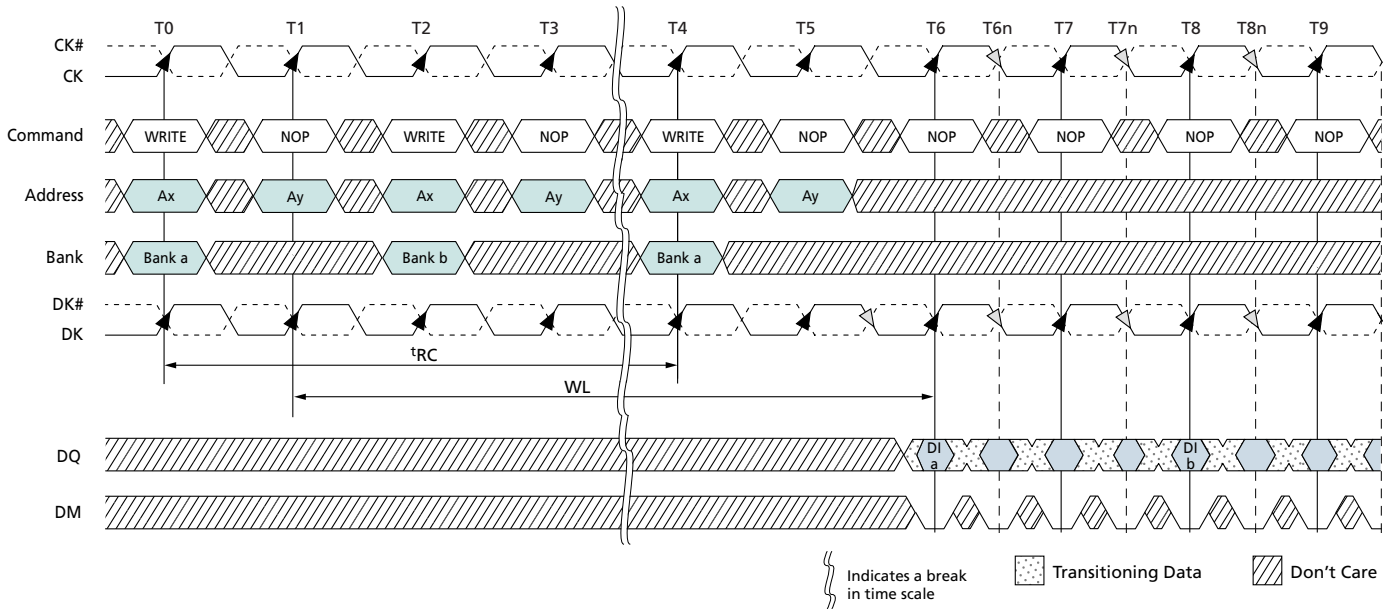 T0 T1 T2 T3 T4 T5 T6 T6n T7 T7n T8 T8n T9
CK#
CK
Command WRITE NOP WRITE NOP WRITE NOP NOP NOP NOP NOP
Address Ax Ay Ax Ay Ax Ay
Bank Bank a Bank b Bank a
DK#
DK
tRC
WL
DQ DI a DI b
DM
Indicates a break
in time scale
Transitioning Data
Don't Care